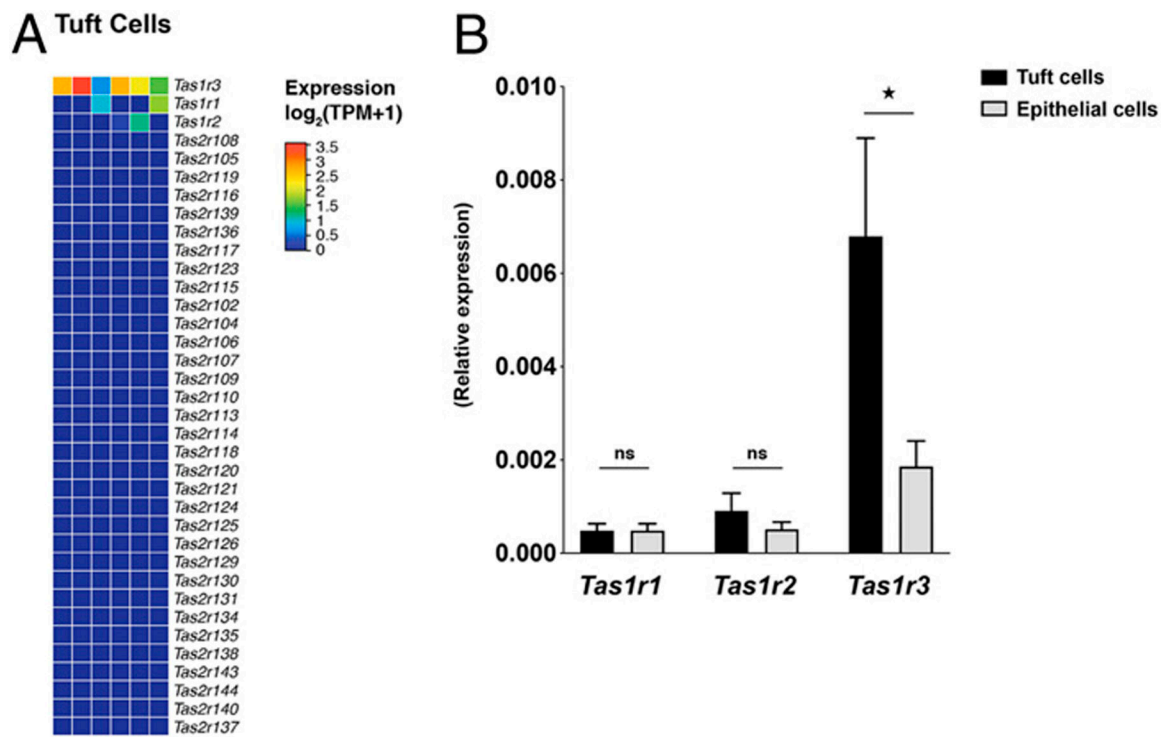 A Tuft Cells
Tas1r3
Tas1r1
Tas1r2
Tas2r108
Tas2r105
Tas2r119
Tas2r116
Tas2r139
Tas2r136
Tas2r117
Tas2r123
Tas2r115
Tas2r102
Tas2r104
Tas2r106
Tas2r107
Tas2r109
Tas2r110
Tas2r113
Tas2r114
Tas2r118
Tas2r120
Tas2r121
Tas2r124
Tas2r125
Tas2r126
Tas2r129
Tas2r130
Tas2r131
Tas2r134
Tas2r135
Tas2r138
Tas2r143
Tas2r144
Tas2r140
Tas2r137
Expression
log₂(TPM+1)
3.5
3
2.5
2
1.5
1
0.5
0
B
(Relative expression)
0.010
0.008
0.006
0.004
0.002
0.000
ns
ns
★
Tas1r1
Tas1r2
Tas1r3
Tuft cells
Epithelial cells